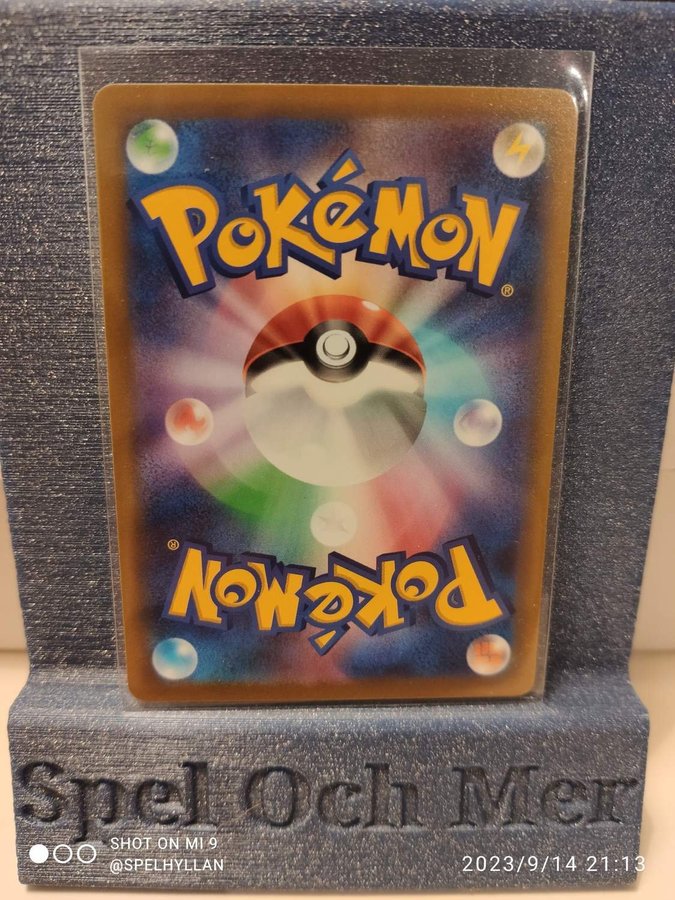 POKéMON®
POKéMON®
Spel Och Mer
SHOT ON MI 9
@SPELHYLLAN
2023/9/14 21:13